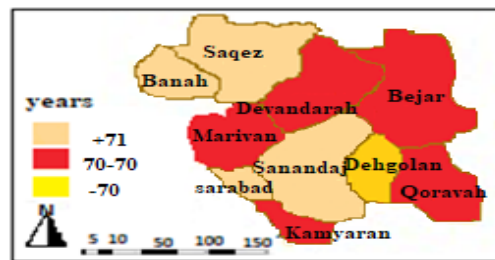 Saqez
Banah
Devandarah
Bejar
Marivan
Sanandaj
Dehgolan
sarabad
Qoravah
Kamyaran
years
+71
70-70
-70
N
5 10 50 100 150